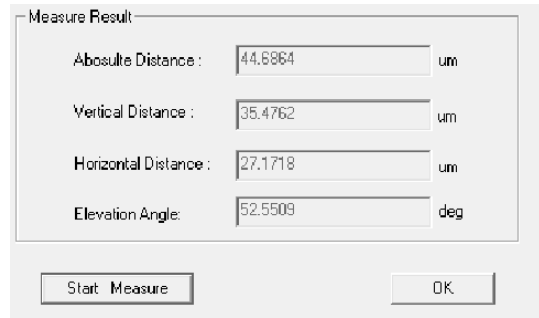 Measure Result
Abosulte Distance : 44.6864 um
Vertical Distance : 35.4762 um
Horizontal Distance : 27.1718 um
Elevation Angle: 52.5509 deg
Start Measure OK